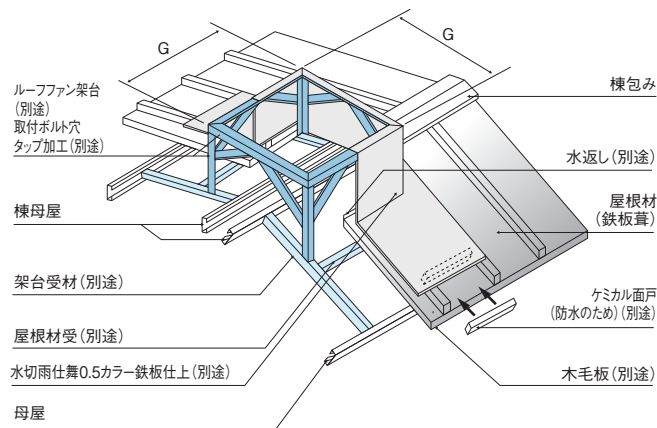 G
G
ルーフファン架台
(別途)
取付ボルト穴
タップ加工(別途)
棟母屋
架台受材(別途)
屋根材受(別途)
水切雨仕舞0.5カラー鉄板仕上(別途)
母屋
棟包み
水返し(別途)
屋根材
(鉄板葺)
ケミカル面戸
(防水のため)(別途)
木毛板(別途)